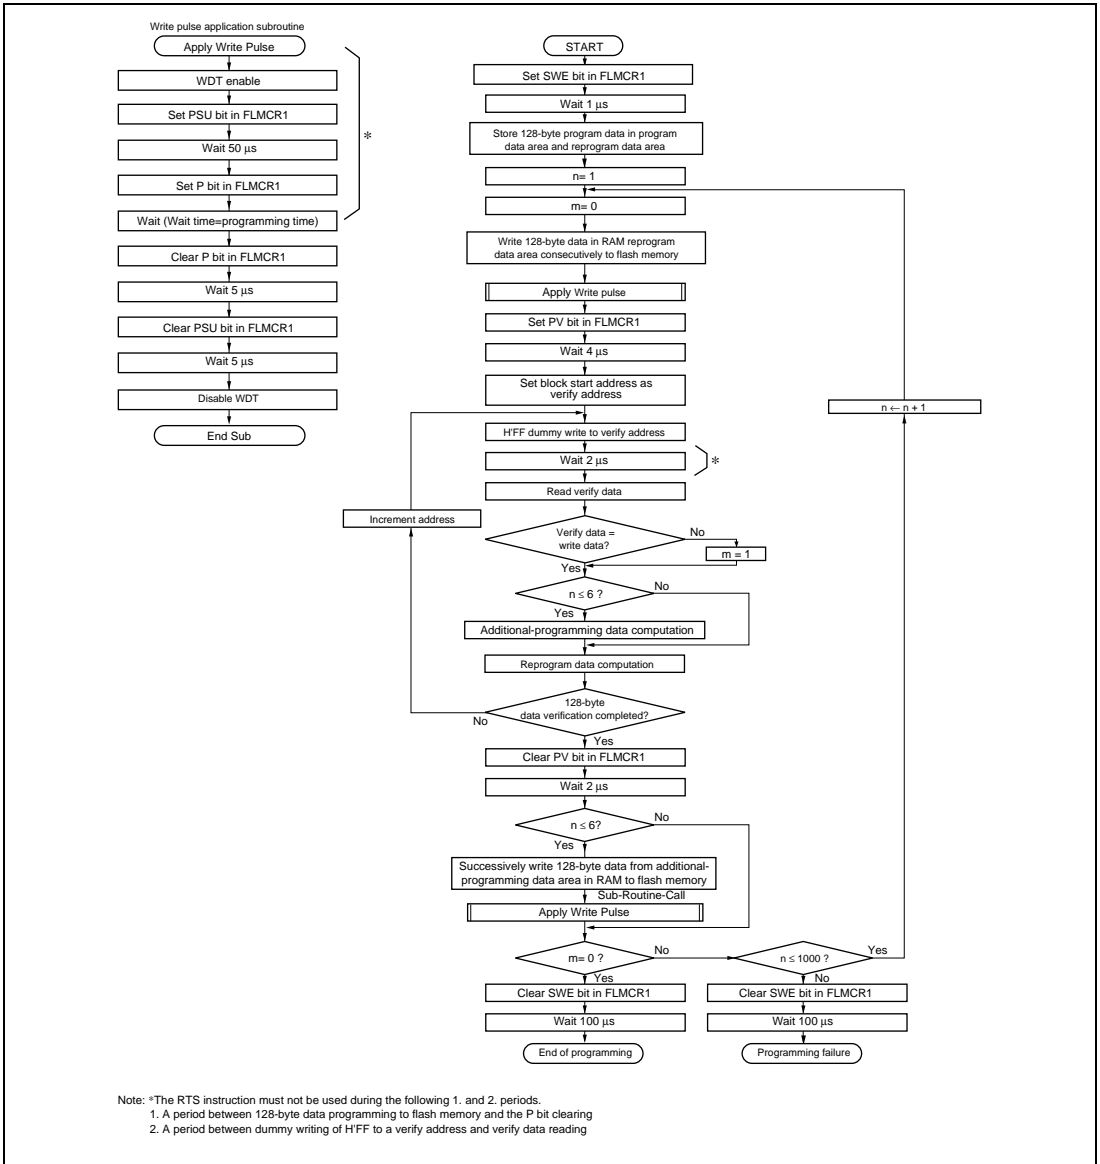 Write pulse application subroutine
Apply Write Pulse
WDT enable
Set PSU bit in FLMCR1
Wait 50 μs
Set P bit in FLMCR1
Wait (Wait time=programming time)
Clear P bit in FLMCR1
Wait 5 μs
Clear PSU bit in FLMCR1
Wait 5 μs
Disable WDT
End Sub
*
START
Set SWE bit in FLMCR1
Wait 1 μs
Store 128-byte program data in program
data area and reprogram data area
n= 1
m= 0
Write 128-byte data in RAM reprogram
data area consecutively to flash memory
Apply Write pulse
Set PV bit in FLMCR1
Wait 4 μs
Set block start address as
verify address
n ← n + 1
H'FF dummy write to verify address
Wait 2 μs
*
Read verify data
Increment address
Verify data =
write data?
No
m = 1
Yes
n ≤ 6 ?
No
Yes
Additional-programming data computation
Reprogram data computation
128-byte
data verification completed?
No
Yes
Clear PV bit in FLMCR1
Wait 2 μs
n ≤ 6?
No
Yes
Successively write 128-byte data from additional-
programming data area in RAM to flash memory
Sub-Routine-Call
Apply Write Pulse
m= 0 ?
No
n ≤ 1000 ?
Yes
Yes
No
Clear SWE bit in FLMCR1
Clear SWE bit in FLMCR1
Wait 100 μs
Wait 100 μs
End of programming
Programming failure
Note: *The RTS instruction must not be used during the following 1. and 2. periods.
1. A period between 128-byte data programming to flash memory and the P bit clearing
2. A period between dummy writing of H'FF to a verify address and verify data reading